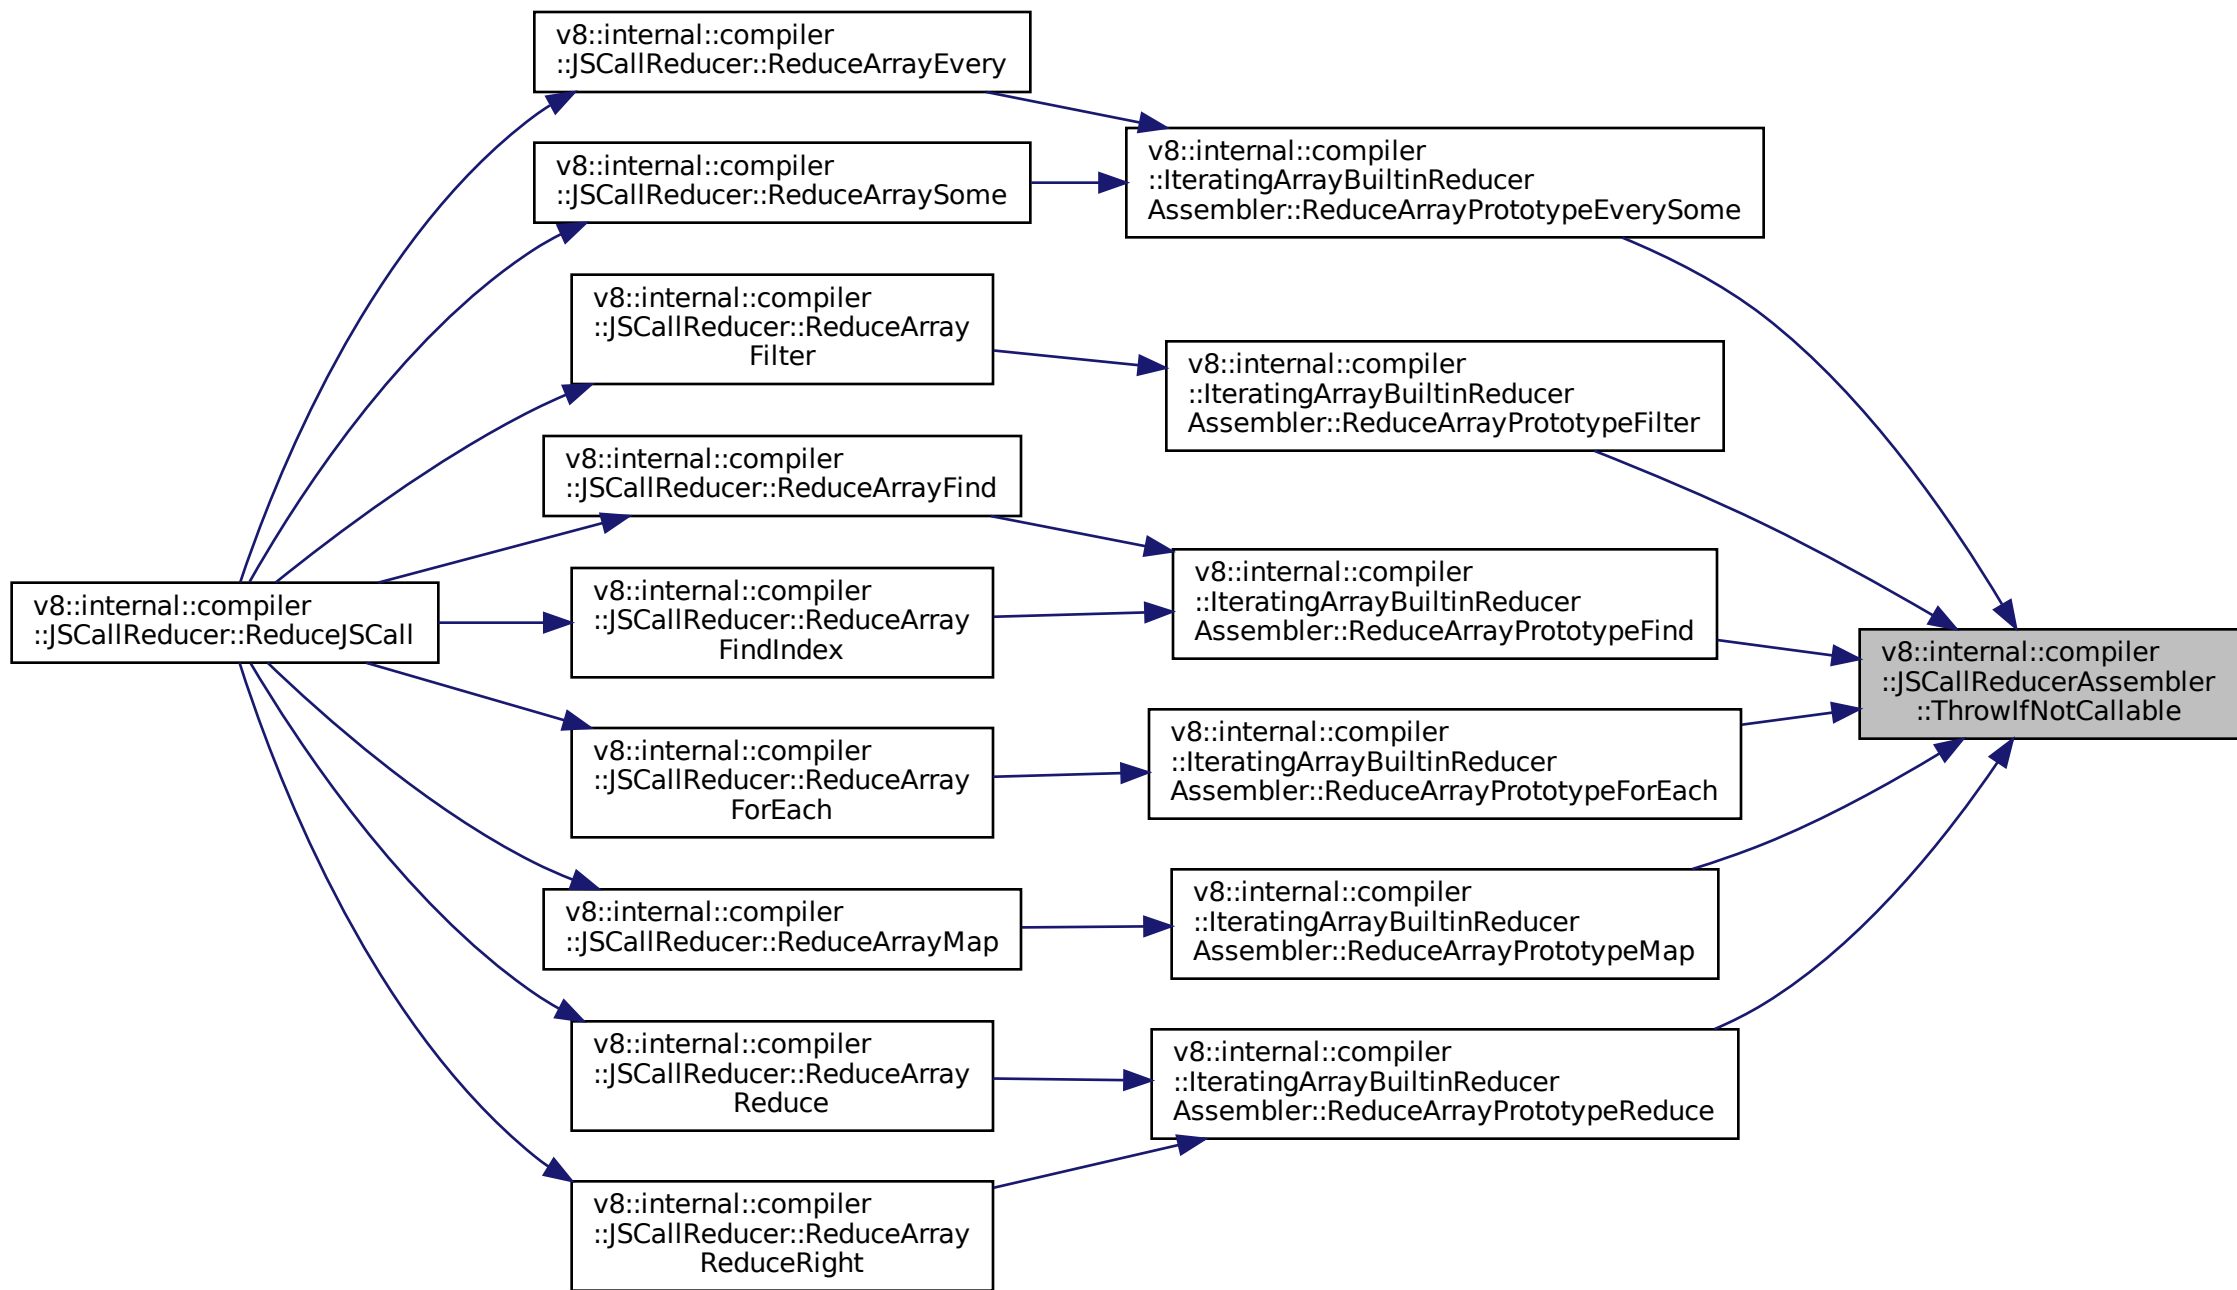 v8::internal::compiler
::JSCallReducer::ReduceJSCall
v8::internal::compiler
::JSCallReducer::ReduceArrayEvery
v8::internal::compiler
::JSCallReducer::ReduceArraySome
v8::internal::compiler
::JSCallReducer::ReduceArray
Filter
v8::internal::compiler
::JSCallReducer::ReduceArrayFind
v8::internal::compiler
::JSCallReducer::ReduceArray
FindIndex
v8::internal::compiler
::JSCallReducer::ReduceArray
ForEach
v8::internal::compiler
::JSCallReducer::ReduceArrayMap
v8::internal::compiler
::JSCallReducer::ReduceArray
Reduce
v8::internal::compiler
::JSCallReducer::ReduceArray
ReduceRight
v8::internal::compiler
::IteratingArrayBuiltinReducer
Assembler::ReduceArrayPrototypeEverySome
v8::internal::compiler
::IteratingArrayBuiltinReducer
Assembler::ReduceArrayPrototypeFilter
v8::internal::compiler
::IteratingArrayBuiltinReducer
Assembler::ReduceArrayPrototypeFind
v8::internal::compiler
::IteratingArrayBuiltinReducer
Assembler::ReduceArrayPrototypeForEach
v8::internal::compiler
::IteratingArrayBuiltinReducer
Assembler::ReduceArrayPrototypeMap
v8::internal::compiler
::IteratingArrayBuiltinReducer
Assembler::ReduceArrayPrototypeReduce
v8::internal::compiler
::JSCallReducerAssembler
::ThrowIfNotCallable